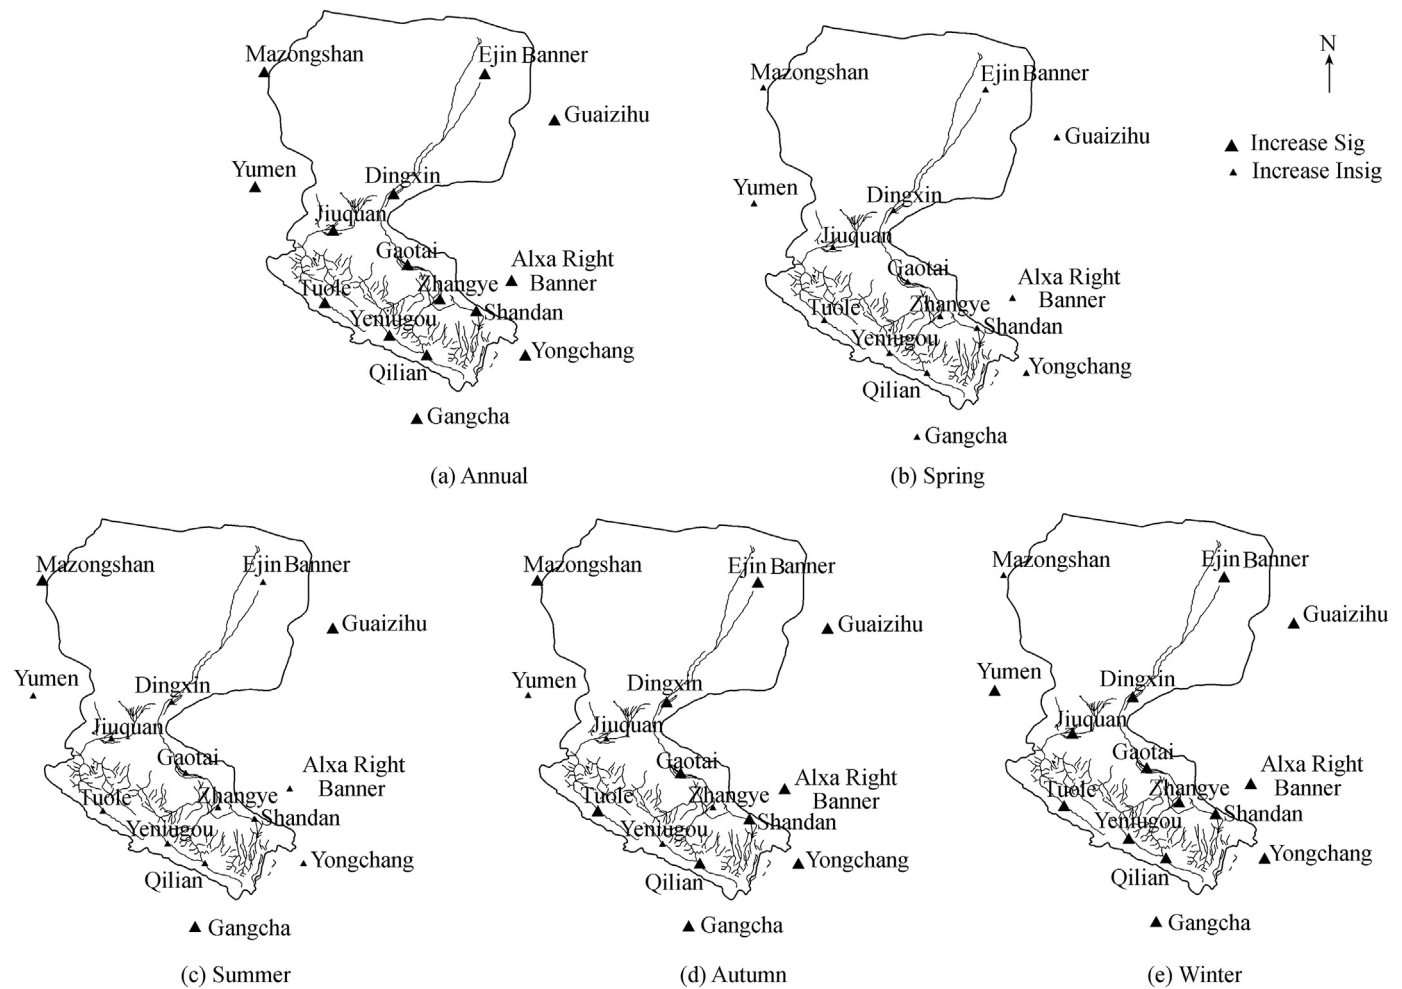 Mazongshan
Ejin Banner
Guaizihu
Yumen
Dingxin
Jiuquan
Gaotai
Alxa Right
Banner
Tuole
Zhangye
Yeniugou
Shandan
Qilian
Yongchang
Gangcha
(a) Annual
Mazongshan
Ejin Banner
Guaizihu
Yumen
Dingxin
Jiuquan
Gaotai
Alxa Right
Banner
Tuole
Zhangye
Yeniugou
Shandan
Qilian
Yongchang
Gangcha
(b) Spring
N
Increase Sig
Increase Insig
Mazongshan
Ejin Banner
Guaizihu
Yumen
Dingxin
Jiuquan
Gaotai
Alxa Right
Banner
Tuole
Zhangye
Yeniugou
Shandan
Qilian
Yongchang
Gangcha
(c) Summer
Mazongshan
Ejin Banner
Guaizihu
Yumen
Dingxin
Jiuquan
Gaotai
Alxa Right
Banner
Tuole
Zhangye
Yeniugou
Shandan
Qilian
Yongchang
Gangcha
(d) Autumn
Mazongshan
Ejin Banner
Guaizihu
Yumen
Dingxin
Jiuquan
Gaotai
Alxa Right
Banner
Tuole
Zhangye
Yeniugou
Shandan
Qilian
Yongchang
Gangcha
(e) Winter